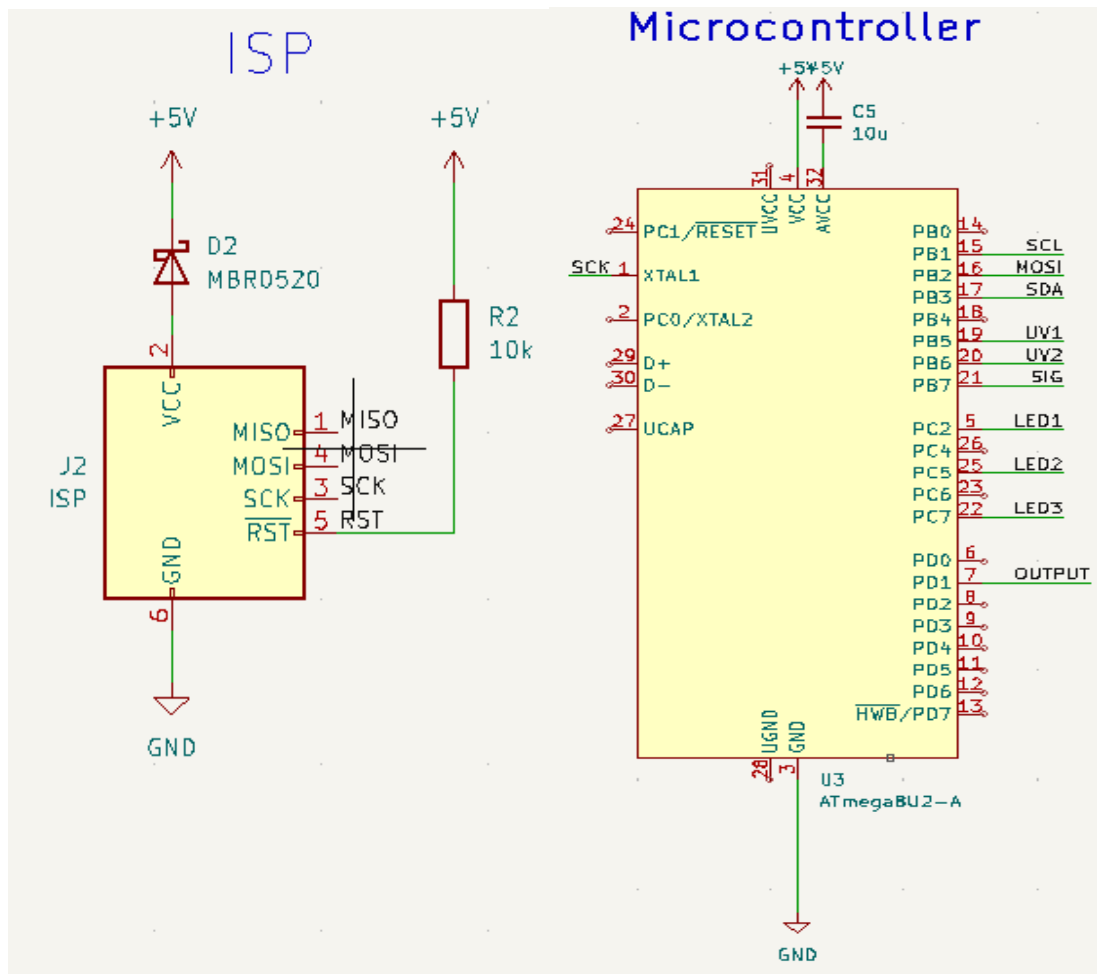 ISP
+5V
+5V
D2
MBR0520
R2
10k
2
VCC
J2
ISP
MISO 1 MISO
MOSI 4 MOSI
SCK 3 SCK
RST 5 RST
GND
6
GND
Microcontroller
+5V
+5V
C5
10u
31
4
32
UVCC
VCC
AVCC
24 PC1/RESET
SCK 1 XTAL1
2 PC0/XTAL2
29 D+
30 D-
27 UCAP
PB0 14
PB1 15 SCL
PB2 16 MOSI
PB3 17 SDA
PB4 18
PB5 19 UV1
PB6 20 UV2
PB7 21 SIG
PC2 5 LED1
PC4 26
PC5 25 LED2
PC6 23
PC7 22 LED3
PD0 6
PD1 7 OUTPUT
PD2 8
PD3 9
PD4 10
PD5 11
PD6 12
HWB/PD7 13
UGND
GND
28
3
U3
ATmega8U2-A
GND